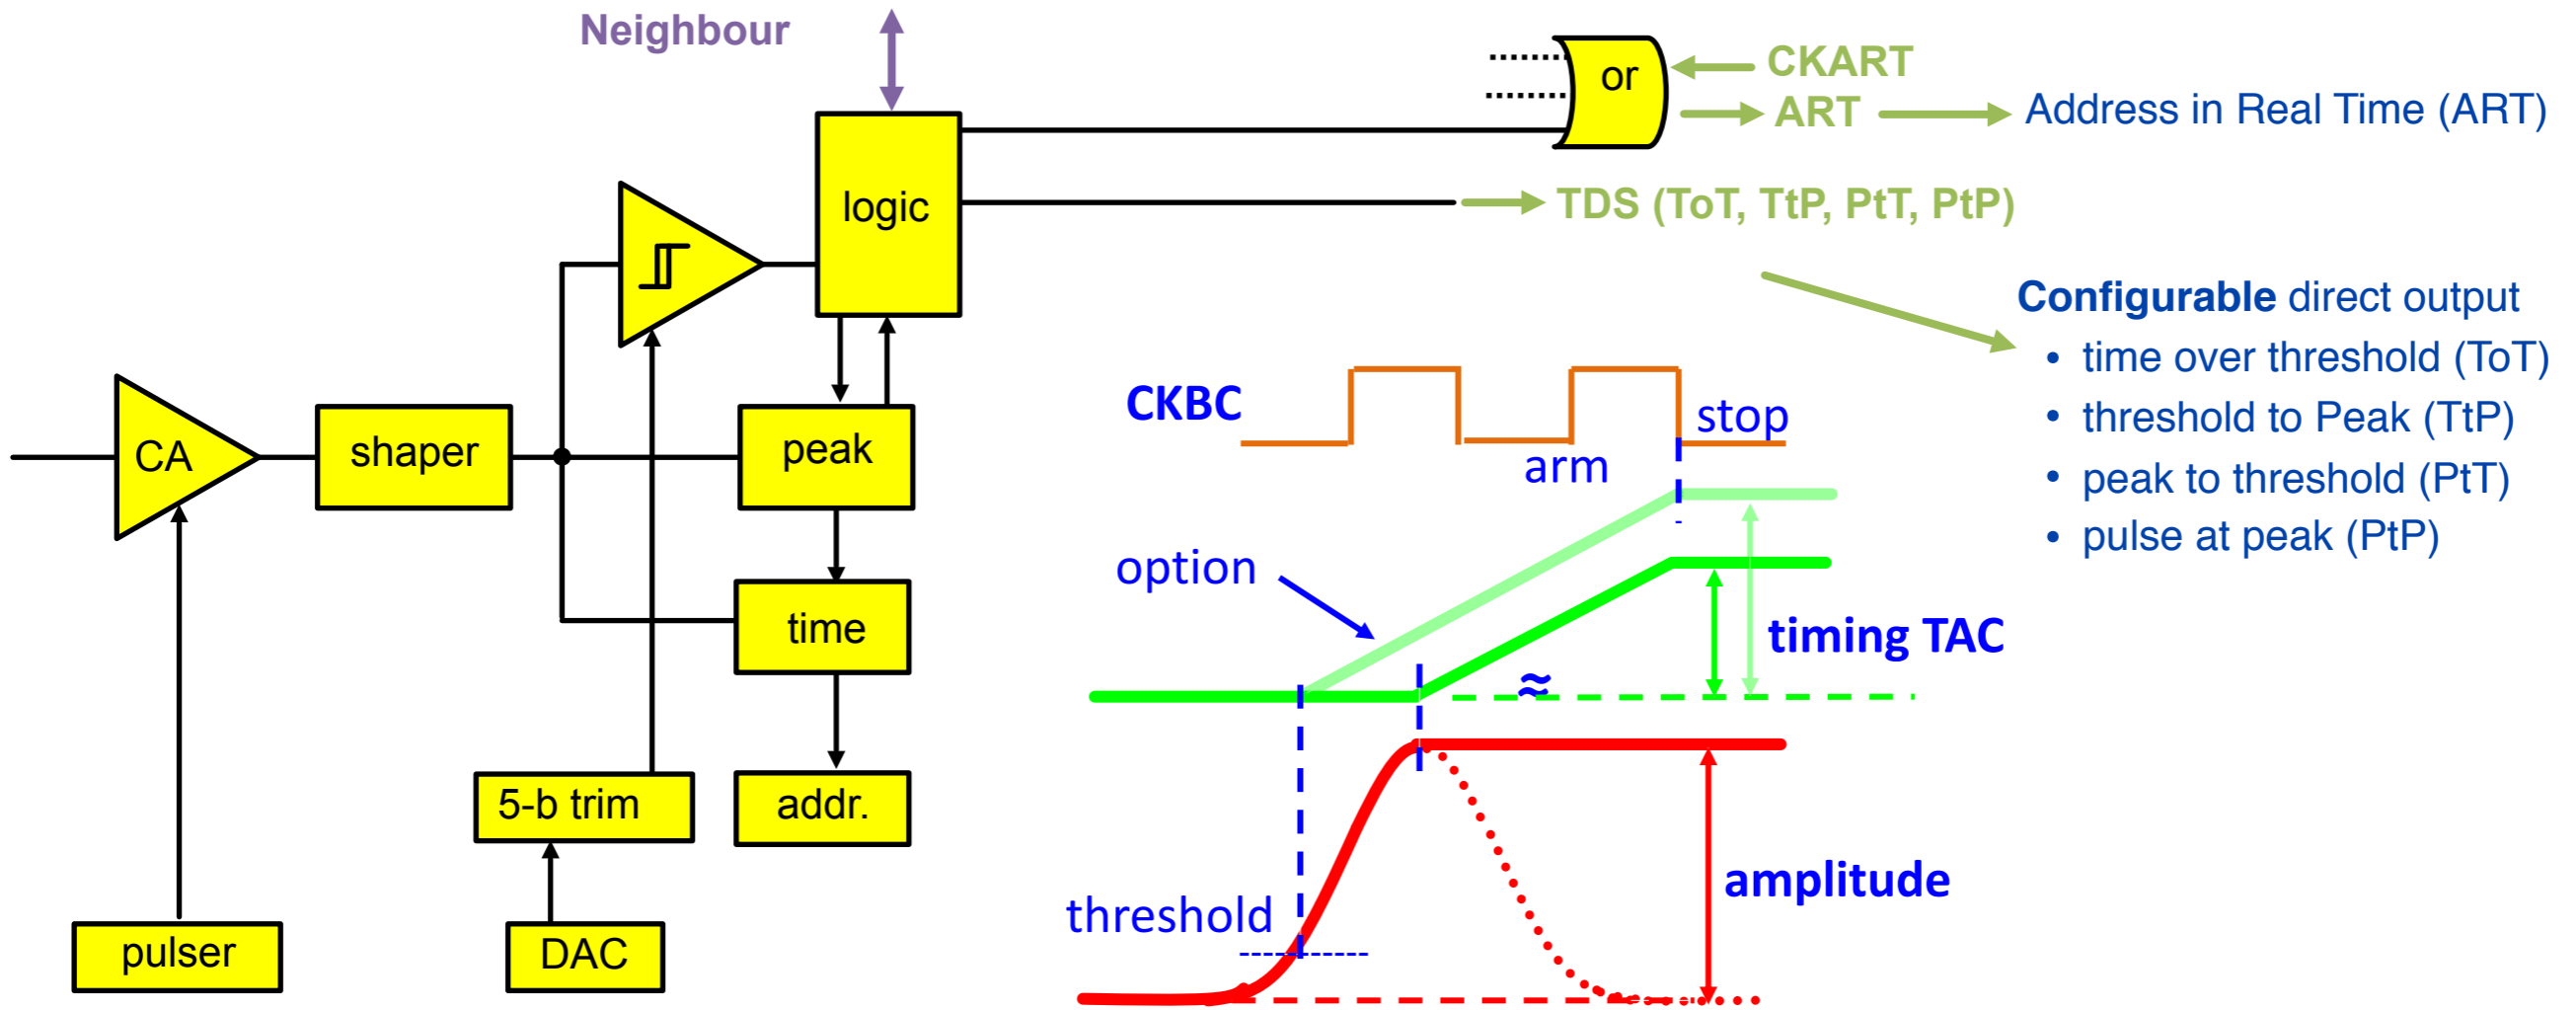 Neighbour
or
CKART
ART
Address in Real Time (ART)
logic
TDS (ToT, TtP, PtT, PtP)
Configurable direct output
• time over threshold (ToT)
• threshold to Peak (TtP)
• peak to threshold (PtT)
• pulse at peak (PtP)
CKBC
stop
arm
CA
shaper
peak
option
time
timing TAC
≈
5-b trim
addr.
amplitude
threshold
pulser
DAC